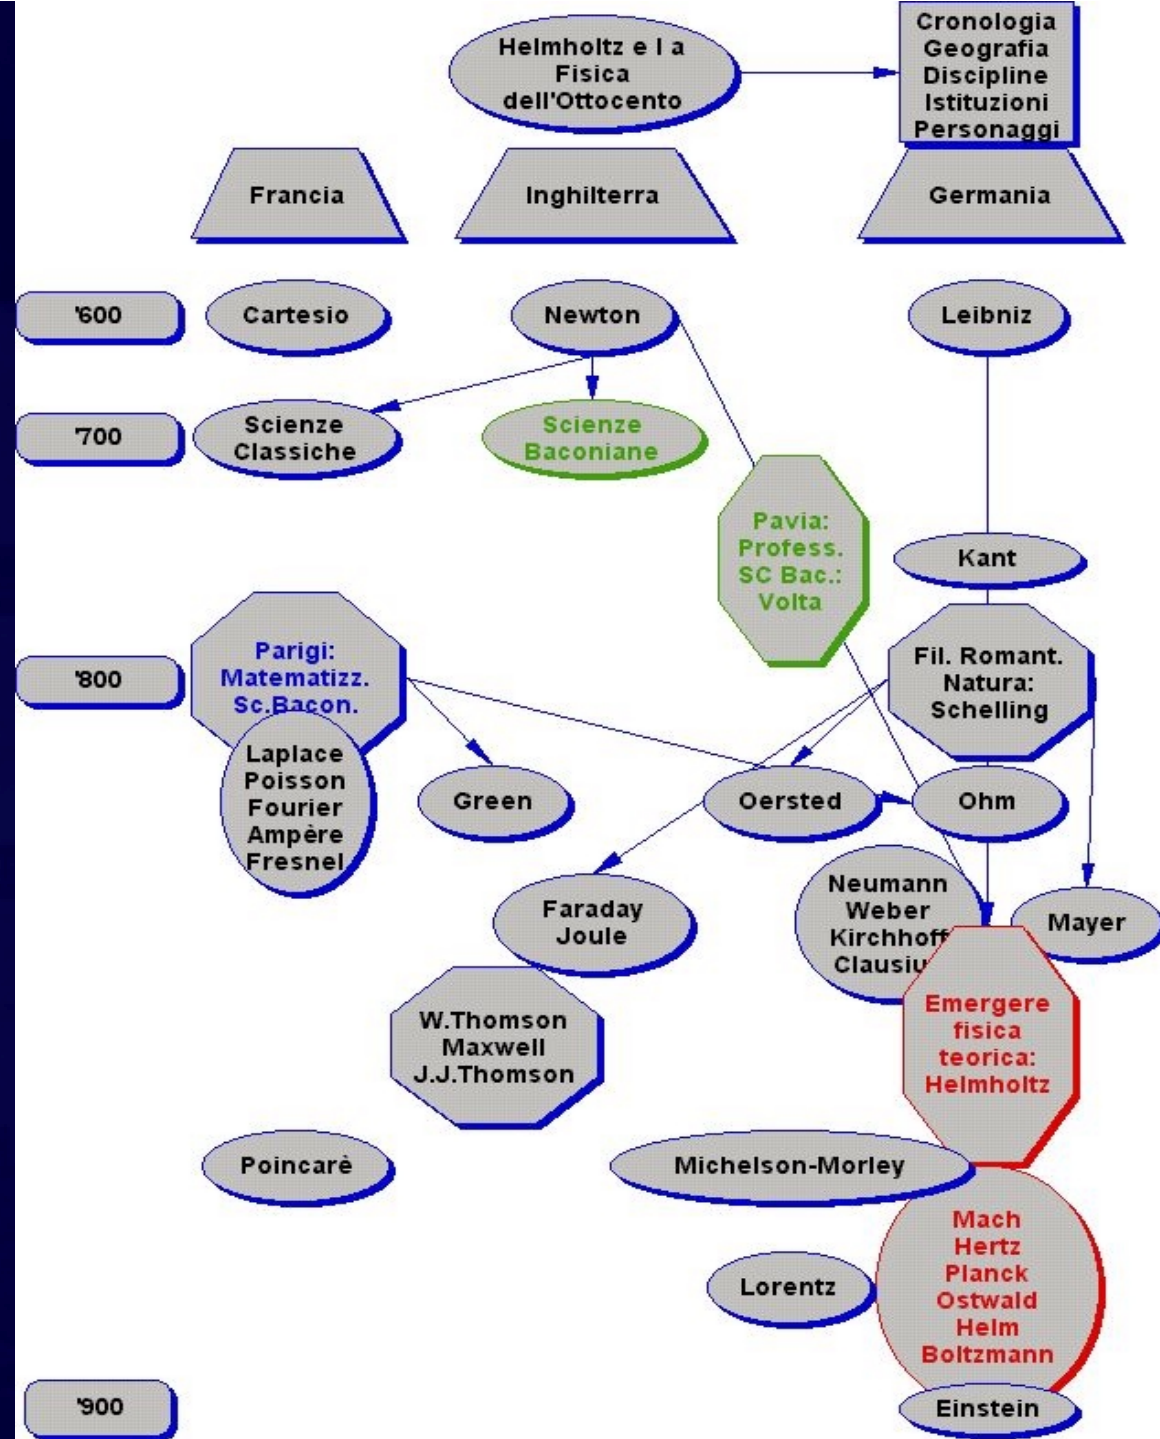 Helmholtz e l a
Fisica
dell'Ottocento
Cronologia
Geografia
Discipline
Istituzioni
Personaggi
Francia
Inghilterra
Germania
'600
Cartesio
Newton
Leibniz
'700
Scienze
Classiche
Scienze
Baconiane
Pavia:
Profess.
SC Bac.:
Volta
Kant
'800
Parigi:
Matematizz.
Sc.Bacon.
Fil. Romant.
Natura:
Schelling
Laplace
Poisson
Fourier
Ampère
Fresnel
Green
Oersted
Ohm
Faraday
Joule
Neumann
Weber
Kirchhoff
Clausiu
Mayer
W.Thomson
Maxwell
J.J.Thomson
Emergere
fisica
teorica:
Helmholtz
Poincarè
Michelson-Morley
Mach
Hertz
Planck
Ostwald
Helm
Boltzmann
Lorentz
'900
Einstein